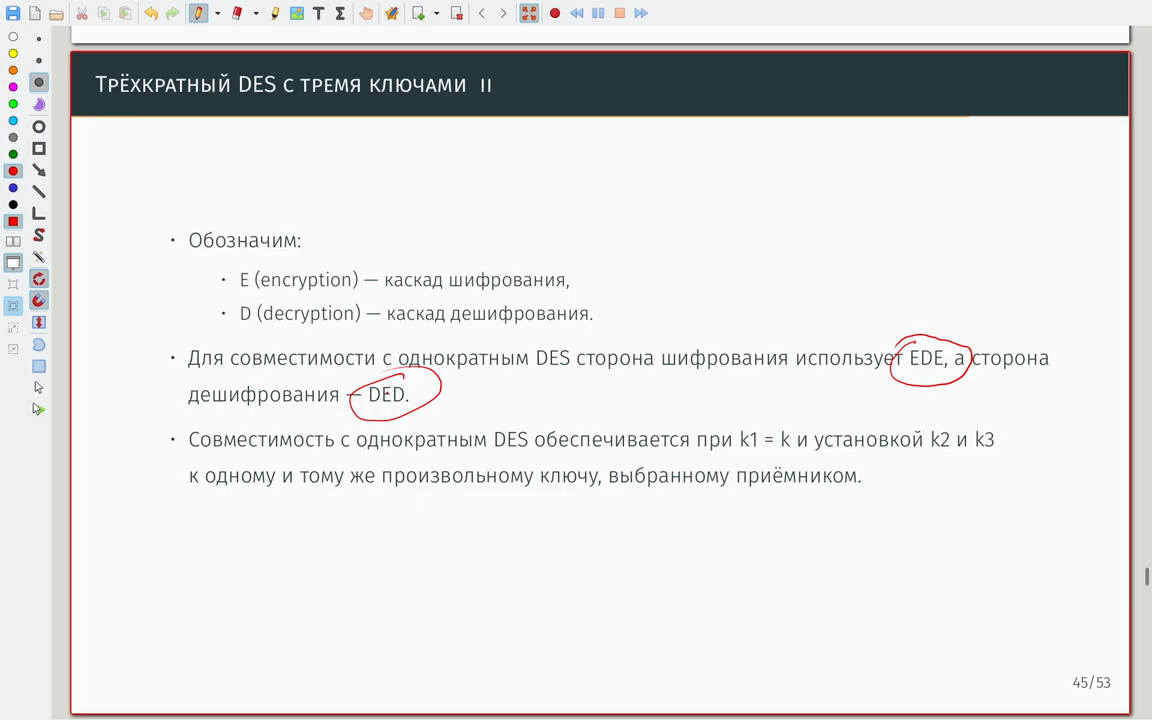 Трёхкратный DES с тремя ключами II
• Обозначим:
• E (encryption) — каскад шифрования,
• D (decryption) — каскад дешифрования.
• Для совместимости с однократным DES сторона шифрования использует EDE, а сторона
дешифрования — DED.
• Совместимость с однократным DES обеспечивается при k1 = k и установкой k2 и k3
к одному и тому же произвольному ключу, выбранному приёмником.
45/53